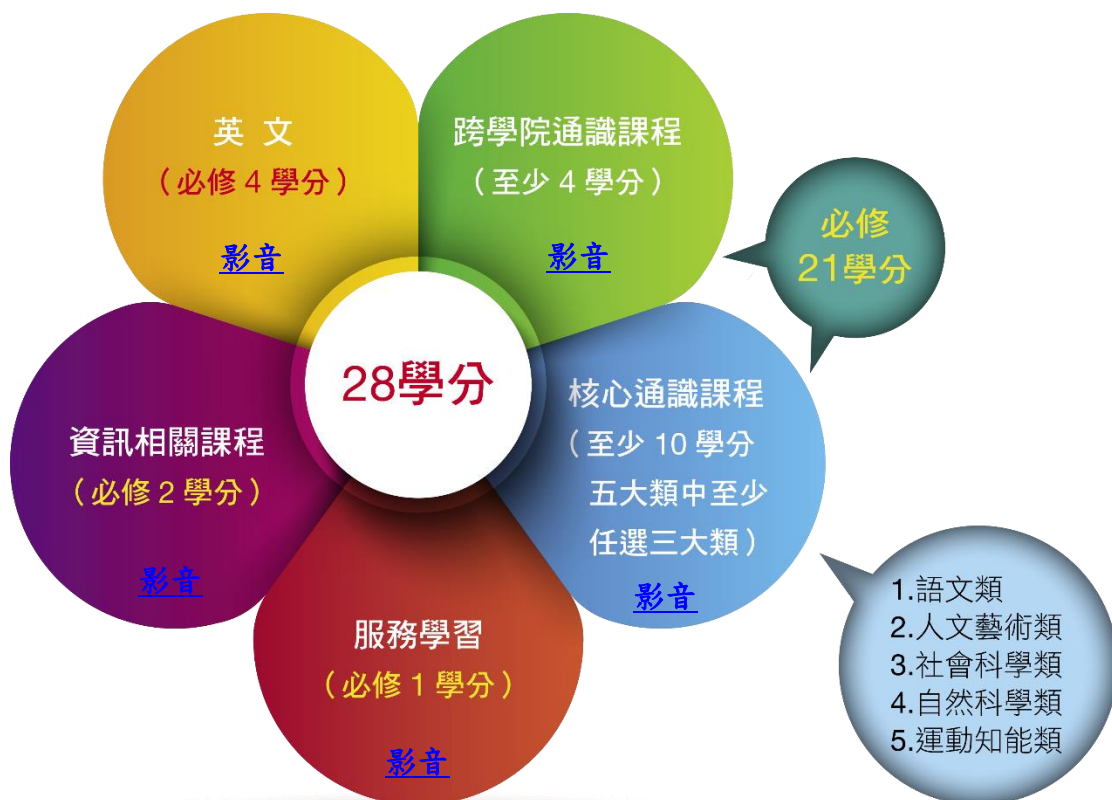 英 文
（必修 4 學分）
影音
跨學院通識課程
（至少 4 學分）
影音
必修
21學分
28學分
核心通識課程
（至少 10 學分
五大類中至少
任選三大類）
影音
資訊相關課程
（必修 2 學分）
影音
服務學習
（必修 1 學分）
影音
1.語文類
2.人文藝術類
3.社會科學類
4.自然科學類
5.運動知能類